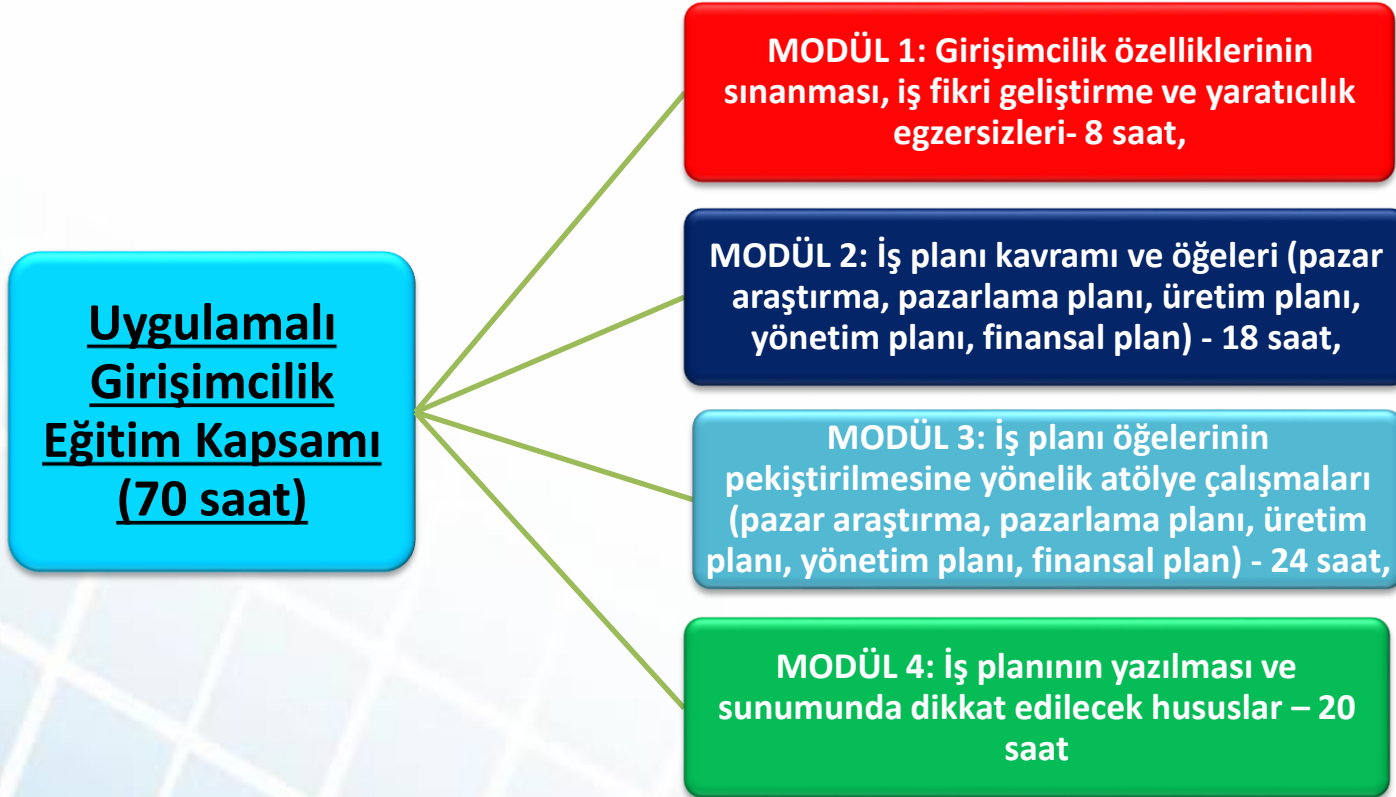 Uygulamalı
Girişimcilik
Eğitim Kapsamı
(70 saat)
MODÜL 1: Girişimcilik özelliklerinin
sınanması, iş fikri geliştirme ve yaratıcılık
egzersizleri- 8 saat,
MODÜL 2: İş planı kavramı ve öğeleri (pazar
araştırma, pazarlama planı, üretim planı,
yönetim planı, finansal plan) - 18 saat,
MODÜL 3: İş planı öğelerinin
pekiştirilmesine yönelik atölye çalışmaları
(pazar araştırma, pazarlama planı, üretim
planı, yönetim planı, finansal plan) - 24 saat,
MODÜL 4: İş planının yazılması ve
sunumunda dikkat edilecek hususlar – 20
saat